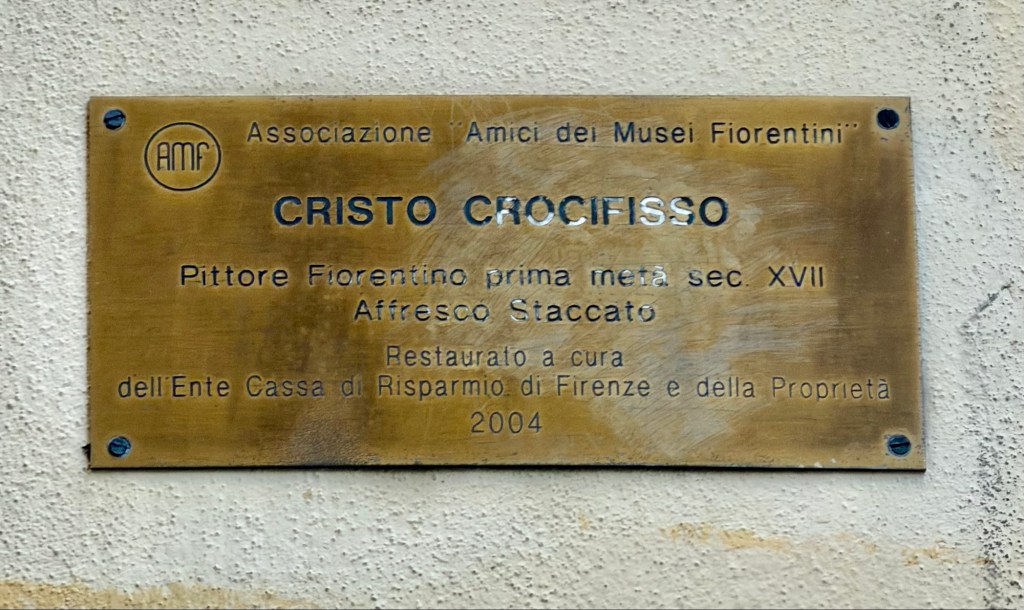 AMF
Associazione "Amici dei Musei Fiorentini"
CRISTO CROCIFISSO
Pittore Fiorentino prima metà sec. XVII
Affresco Staccato
Restaurato a cura
dell'Ente Cassa di Risparmio di Firenze e della Proprietà
2004